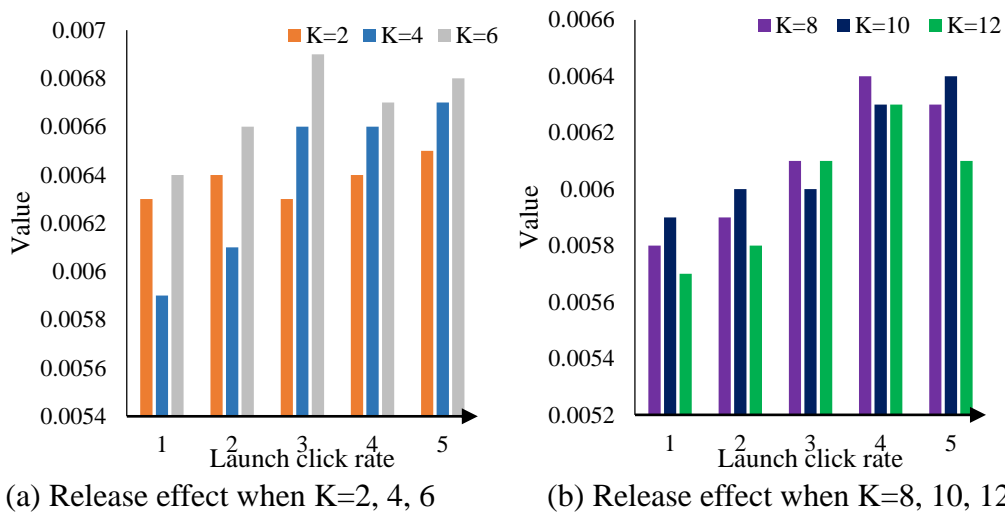 0.007
K=2 K=4 K=6
0.0068
0.0066
0.0064
0.0062
0.006
0.0058
0.0056
0.0054
Value
1 2 3 4 5
Launch click rate
(a) Release effect when K=2, 4, 6
0.0066
K=8 K=10 K=12
0.0064
0.0062
0.006
0.0058
0.0056
0.0054
0.0052
Value
1 2 3 4 5
Launch click rate
(b) Release effect when K=8, 10, 12